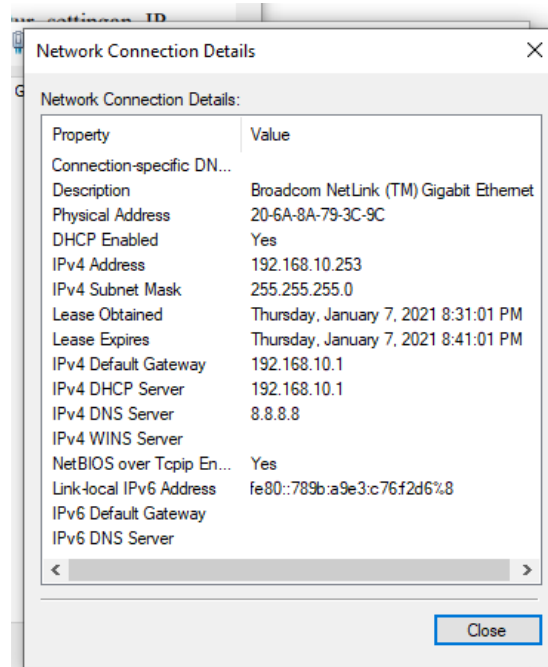 settingan IP
Network Connection Details
G
Network Connection Details:
Property Value
Connection-specific DN...
Description Broadcom NetLink (TM) Gigabit Ethernet
Physical Address 20-6A-8A-79-3C-9C
DHCP Enabled Yes
IPv4 Address 192.168.10.253
IPv4 Subnet Mask 255.255.255.0
Lease Obtained Thursday, January 7, 2021 8:31:01 PM
Lease Expires Thursday, January 7, 2021 8:41:01 PM
IPv4 Default Gateway 192.168.10.1
IPv4 DHCP Server 192.168.10.1
IPv4 DNS Server 8.8.8.8
IPv4 WINS Server
NetBIOS over Tcpip En... Yes
Link-local IPv6 Address fe80::789b:a9e3:c76f:2d6%8
IPv6 Default Gateway
IPv6 DNS Server
Close